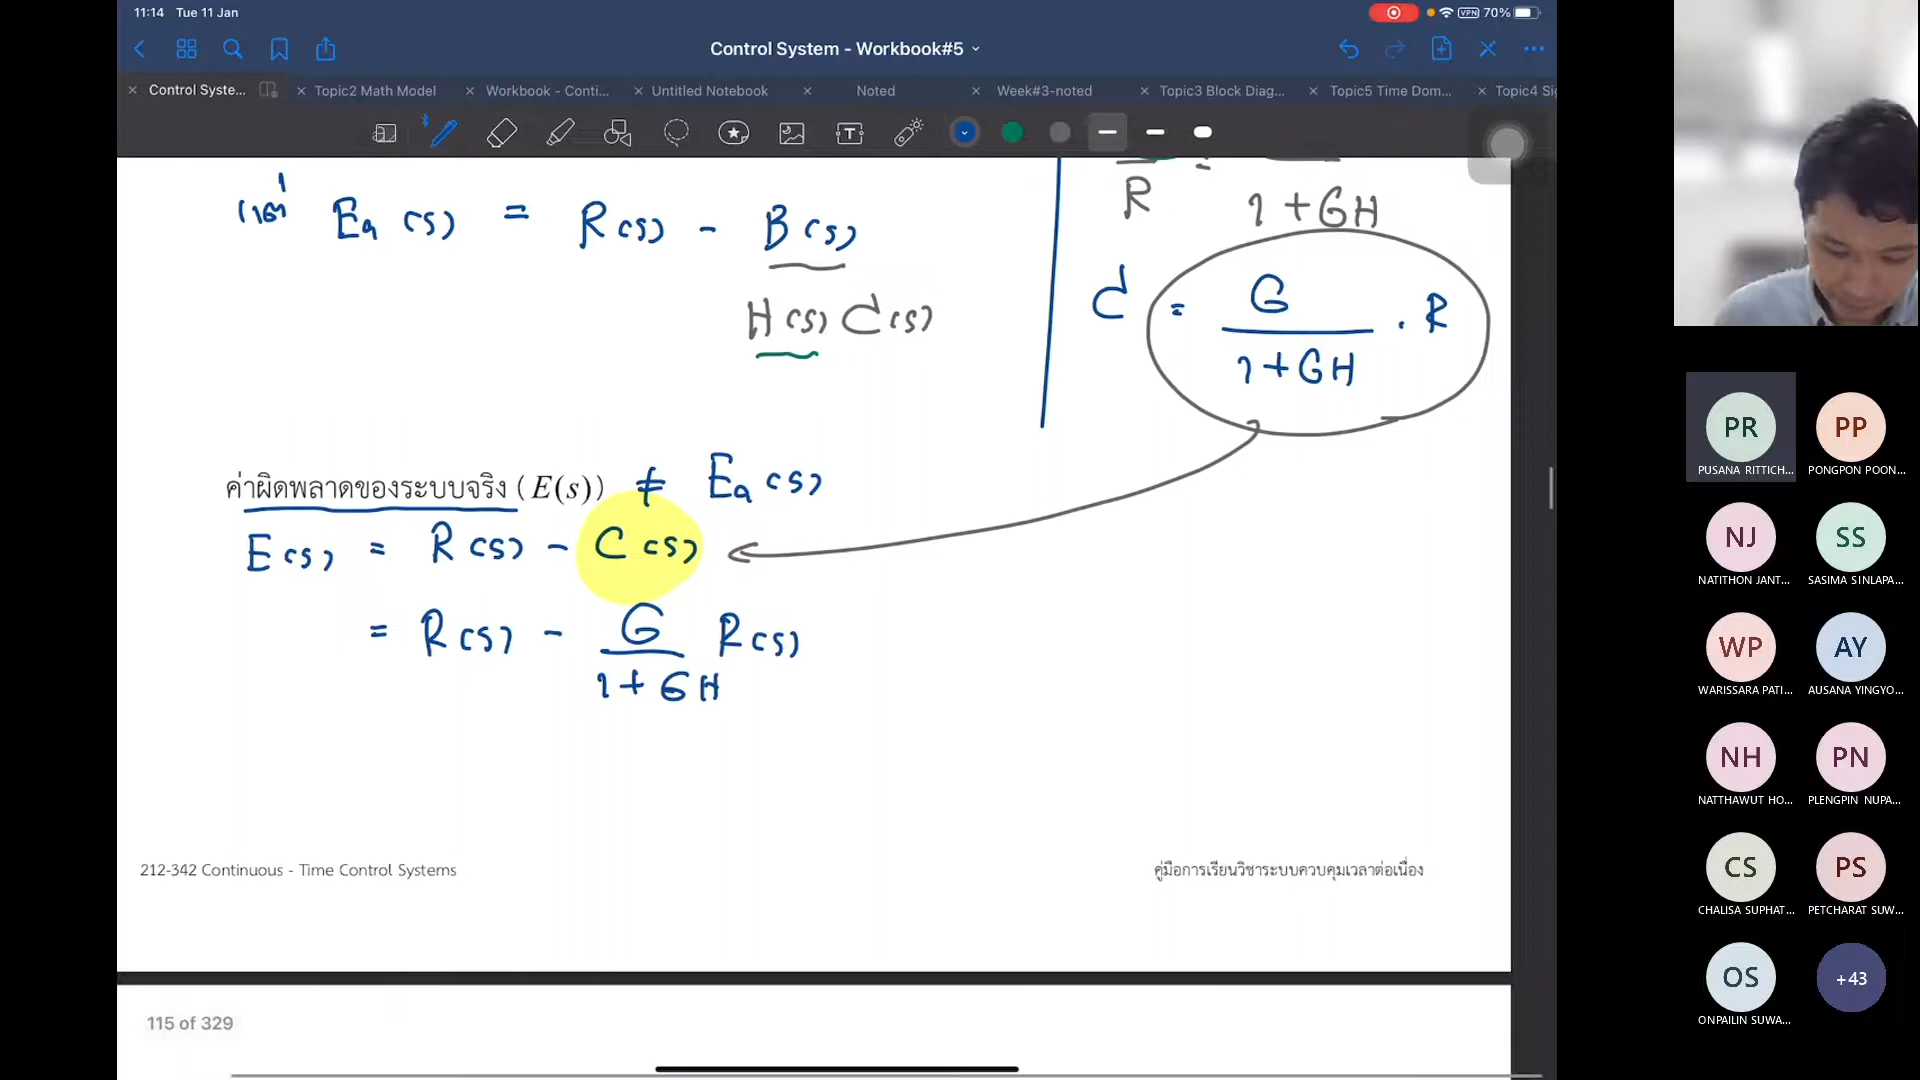 11:14 Tue 11 Jan
VPN 70%
Control System - Workbook#5
Control Syste...
Topic2 Math Model
Workbook - Conti...
Untitled Notebook
Noted
Week#3-noted
Topic3 Block Diag...
Topic5 Time Dom...
Topic4 Si
แต่ Ea(s) = R(s) - B(s)
H(s) C(s)
R = 1+GH
C = G / 1+GH . R
ค่าผิดพลาดของระบบจริง ( E(s) ) ≠ Ea(s)
E(s) = R(s) - C(s)
= R(s) - G / 1+GH R(s)
212-342 Continuous - Time Control Systems
คู่มือการเรียนวิชาระบบควบคุมเวลาต่อเนื่อง
115 of 329
PR
PUSANA RITTICH...
PP
PONGPON POON...
NJ
NATITHON JANT...
SS
SASIMA SINLAPA...
WP
WARISSARA PATI...
AY
AUSANA YINGYO...
NH
NATTHAWUT HO...
PN
PLENGPIN NUPA...
CS
CHALISA SUPHAT...
PS
PETCHARAT SUW...
OS
ONPAILIN SUWA...
+43